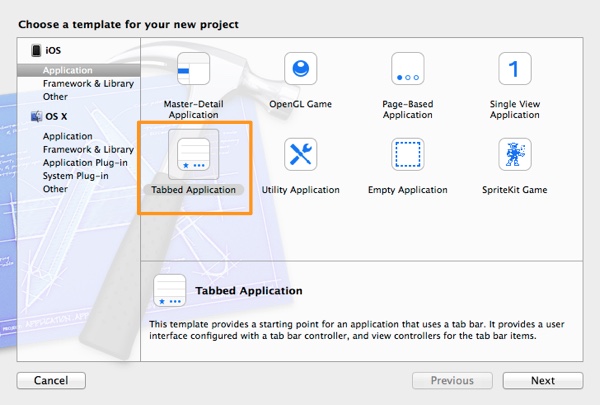 Choose a template for your new project
iOS
Application
Framework & Library
Other
OS X
Application
Framework & Library
Application Plug-in
System Plug-in
Other
Master-Detail
Application
OpenGL Game
Page-Based
Application
1
Single View
Application
Tabbed Application
Utility Application
Empty Application
SpriteKit Game
Tabbed Application
This template provides a starting point for an application that uses a tab bar. It provides a user
interface configured with a tab bar controller, and view controllers for the tab bar items.
Cancel
Previous
Next